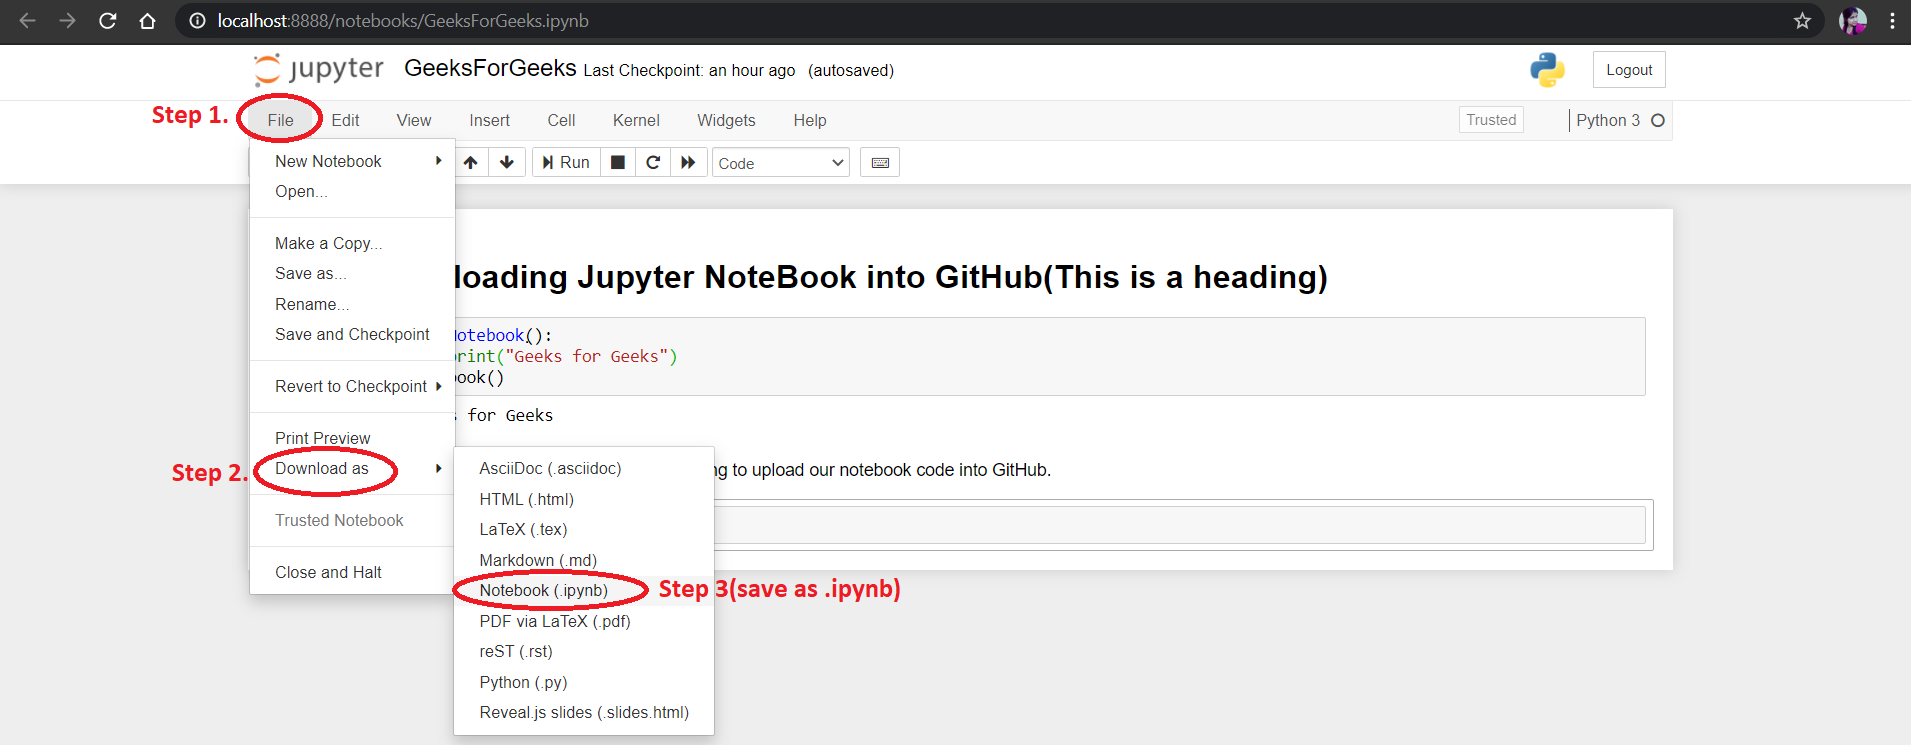 localhost:8888/notebooks/GeeksForGeeks.ipynb
jupyter GeeksForGeeks Last Checkpoint: an hour ago (autosaved) Logout
Step 1. File Edit View Insert Cell Kernel Widgets Help Trusted Python 3
New Notebook
Run Code
Open...
Make a Copy...
Save as...
Rename...
Save and Checkpoint
Revert to Checkpoint
Print Preview
Step 2. Download as
Trusted Notebook
Close and Halt
loading Jupyter NoteBook into GitHub(This is a heading)
Notebook():
print("Geeks for Geeks")
book()
s for Geeks
ng to upload our notebook code into GitHub.
AsciiDoc (.asciidoc)
HTML (.html)
LaTeX (.tex)
Markdown (.md)
Notebook (.ipynb) Step 3(save as .ipynb)
PDF via LaTeX (.pdf)
reST (.rst)
Python (.py)
Reveal.js slides (.slides.html)